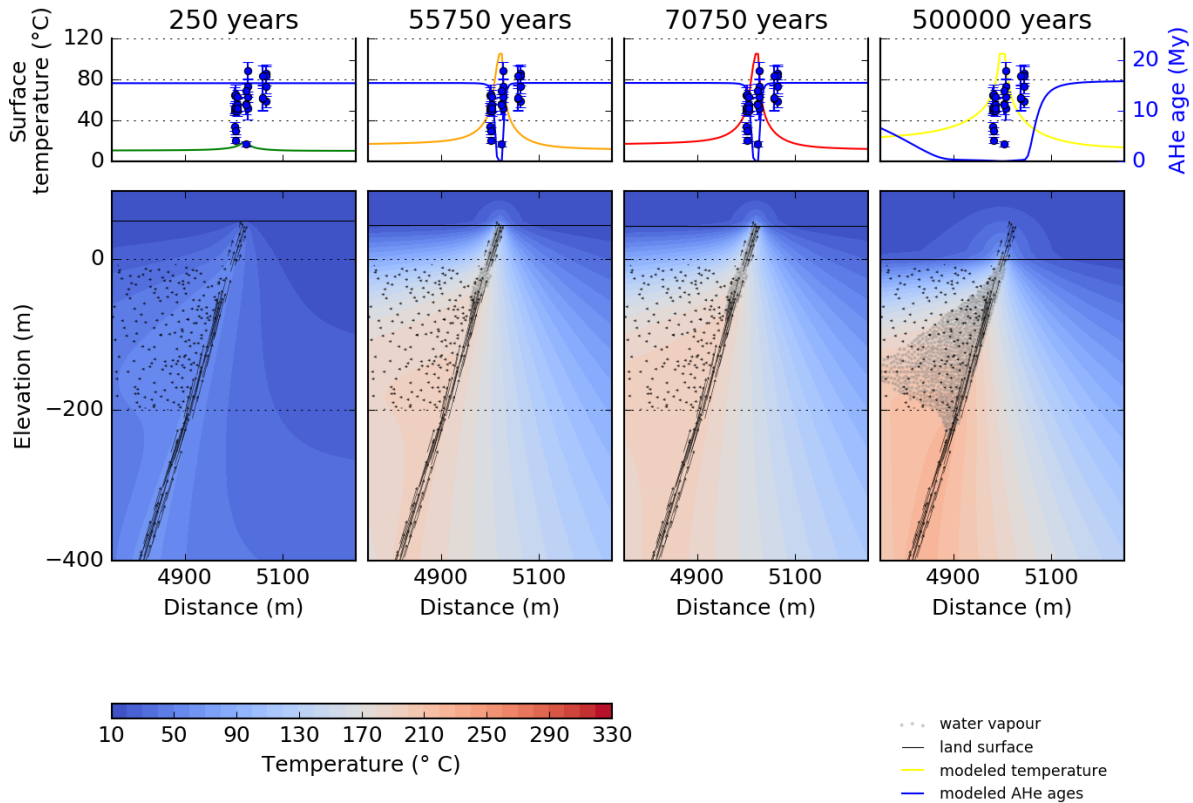 250 years
55750 years
70750 years
500000 years
Surface
temperature (°C)
120
80
40
0
20
10
0
AHe age (My)
Elevation (m)
0
−200
−400
4900 5100
4900 5100
4900 5100
4900 5100
Distance (m)
Distance (m)
Distance (m)
Distance (m)
10 50 90 130 170 210 250 290 330
Temperature (° C)
water vapour
land surface
modeled temperature
modeled AHe ages